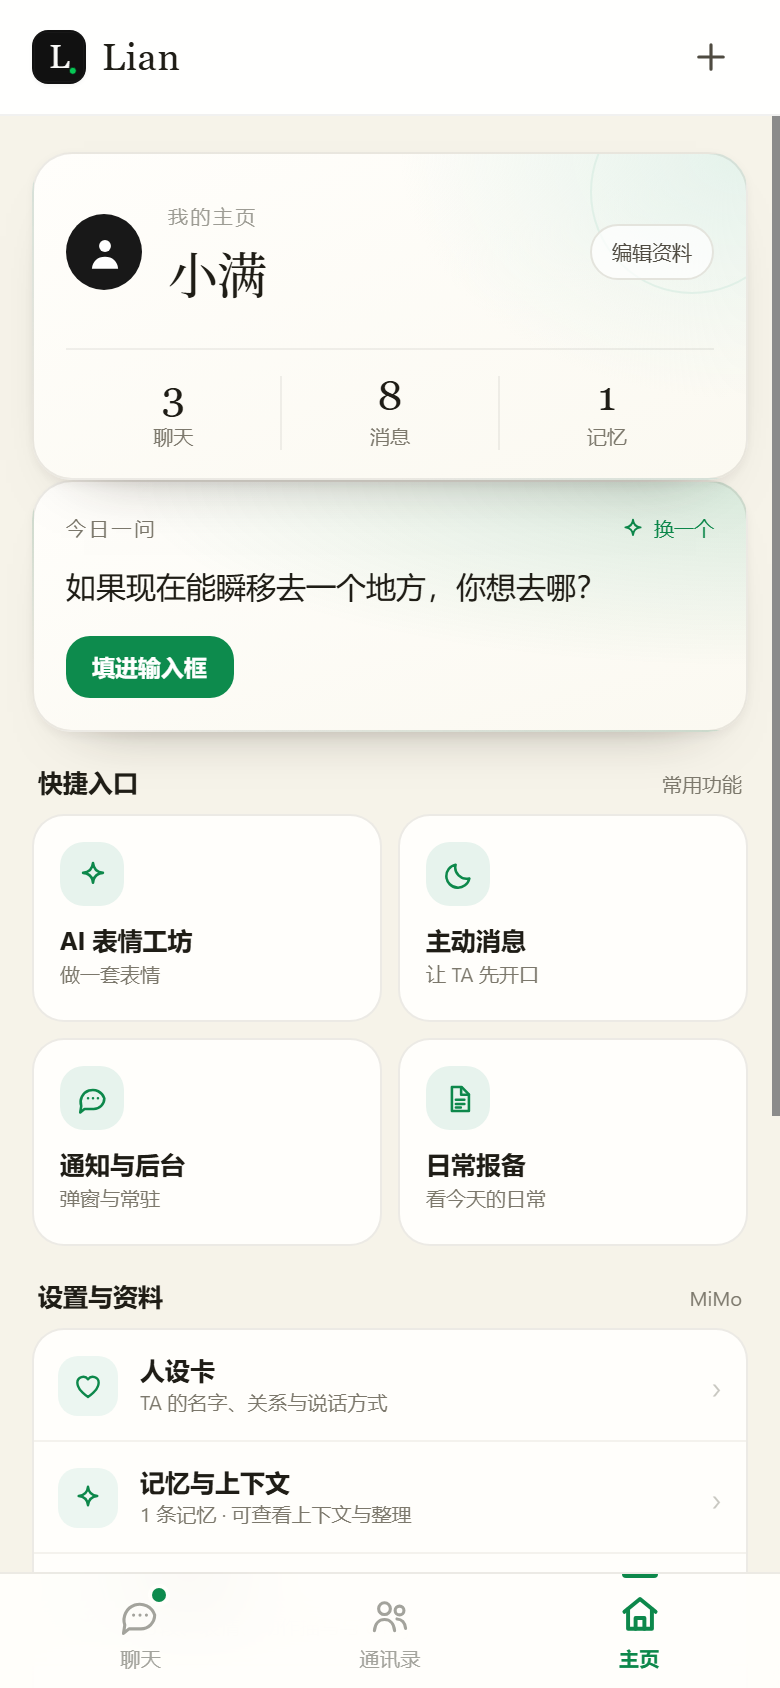 L. Lian
我的主页
小满
编辑资料
3
聊天
8
消息
1
记忆
今日一问
换一个
如果现在能瞬移去一个地方，你想去哪？
填进输入框
快捷入口
常用功能
AI 表情工坊
做一套表情
主动消息
让 TA 先开口
通知与后台
弹窗与常驻
日常报备
看今天的日常
设置与资料
MiMo
人设卡
TA 的名字、关系与说话方式
记忆与上下文
1 条记忆 · 可查看上下文与整理
聊天
通讯录
主页